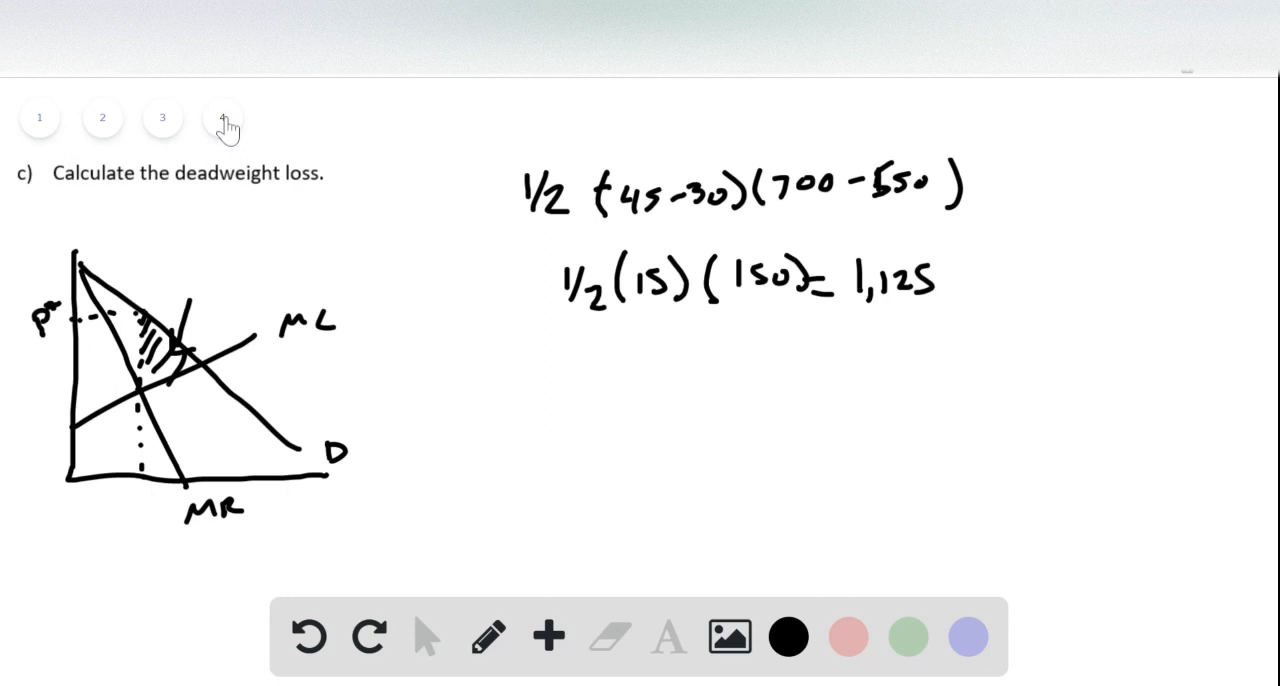 1 2 3 4
c) Calculate the deadweight loss.
1/2 (45-30)(700-550)
1/2 (15)(150)= 1,125
P*
MC
D
MR
A